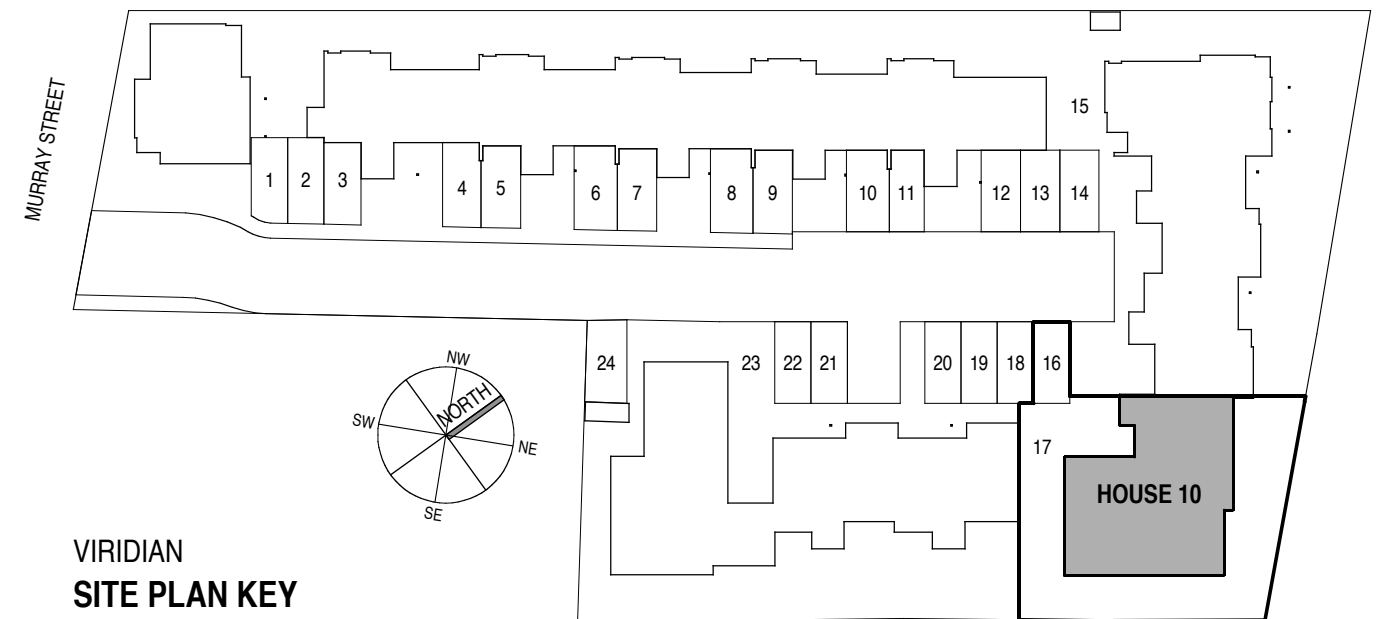 MURRAY STREET
15
1 2 3 4 5 6 7 8 9 10 11 12 13 14
24 23 22 21 20 19 18 16
NW
NORTH
SW
NE
SE
17
HOUSE 10
VIRIDIAN
SITE PLAN KEY